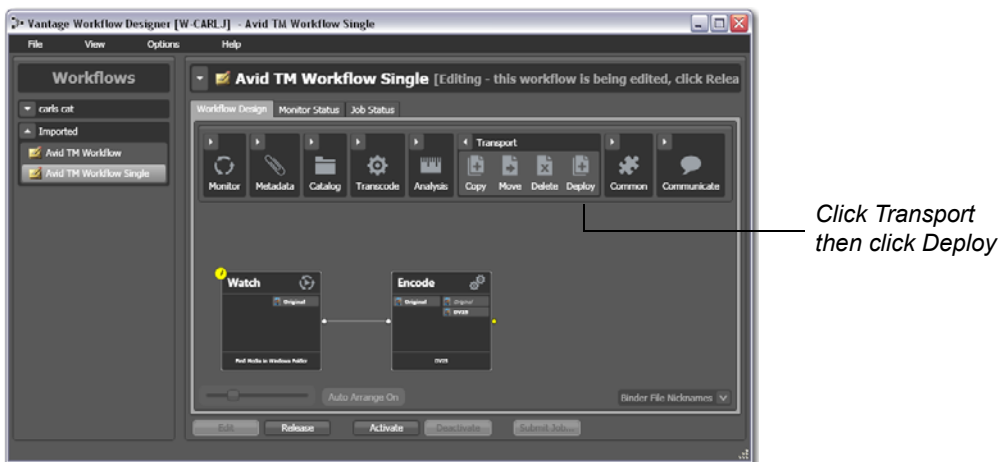 Vantage Workflow Designer [W-CARLJ] - Avid TM Workflow Single
File View Options Help
Workflows
carls cat
Imported
Avid TM Workflow
Avid TM Workflow Single
Avid TM Workflow Single [Editing - this workflow is being edited, click Relea
Workflow Design Monitor Status Job Status
Transport
Monitor Metadata Catalog Transcode Analysis Copy Move Delete Deploy Common Communicate
Click Transport
then click Deploy
Watch
Original
Find Media in Windows Folder
Encode
Original Original
DV25
DV25
Auto Arrange On
Binder File Nicknames
Edit Release Activate Deactivate Submit Job...